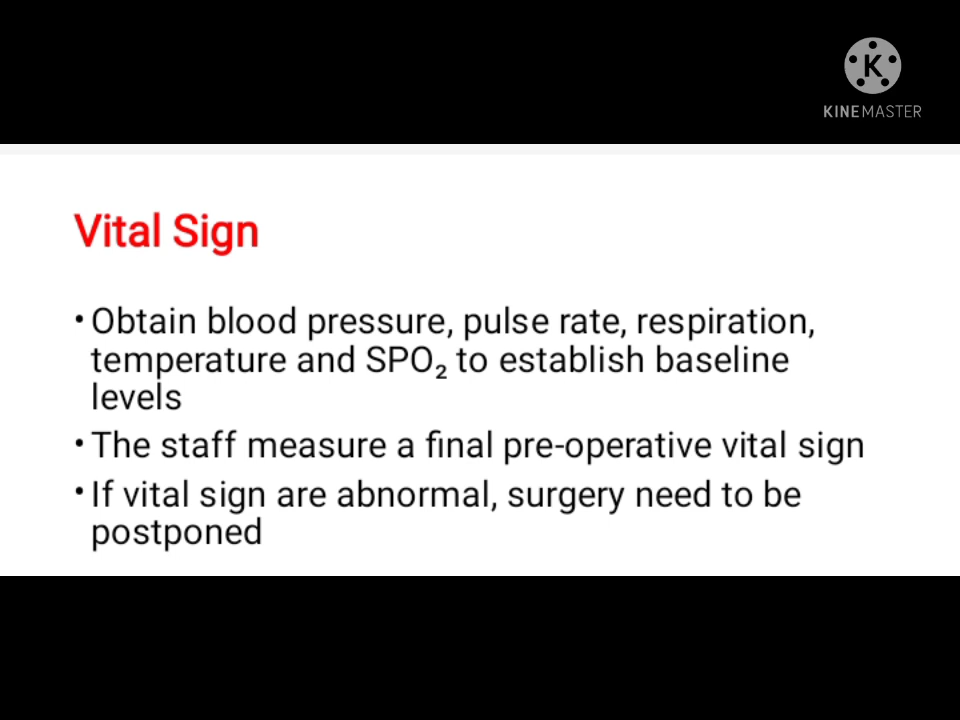 K
KINEMASTER
Vital Sign
• Obtain blood pressure, pulse rate, respiration,
temperature and SPO₂ to establish baseline
levels
• The staff measure a final pre-operative vital sign
• If vital sign are abnormal, surgery need to be
postponed